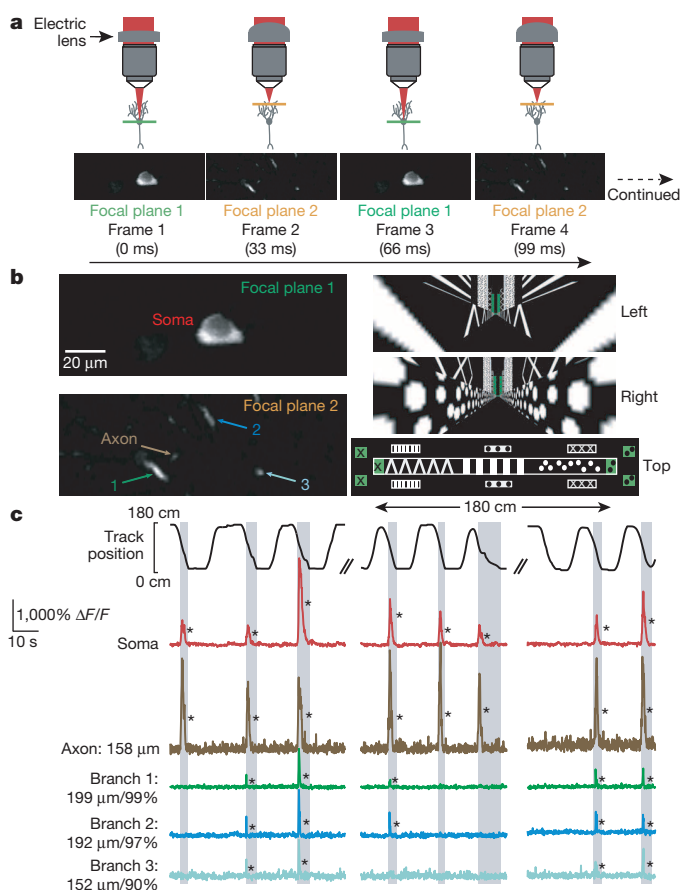 a
Electric
lens
Continued
Focal plane 1 Focal plane 2 Focal plane 1 Focal plane 2
Frame 1 Frame 2 Frame 3 Frame 4
(0 ms) (33 ms) (66 ms) (99 ms)
b
Focal plane 1
Soma
20 μm
Left
Right
Focal plane 2
2
Axon
1
3
X X
X X X
X
Top
180 cm
c
180 cm
Track
position
0 cm
1,000% ΔF/F
10 s
Soma
* * * * * * * *
* * * * * * * *
Axon: 158 μm
Branch 1:
199 μm/99%
* * * * *
Branch 2:
192 μm/97%
* * * * *
Branch 3:
152 μm/90%
* * * *